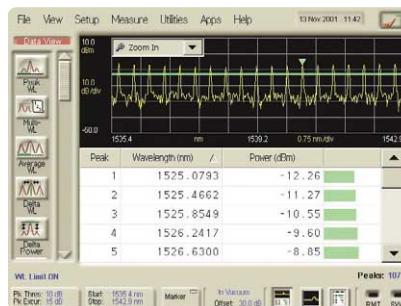 File View Setup Measure Utilities Apps Help 13 Nov 2001 11:42
Data View
10.0
dBm
Zoom In
Peak
WL
10.0
dB/div
Multi-
WL
-50.0
1535.4 nm 1539.2 0.75 nm/div 1542.9
Average
WL
Peak Wavelength (nm) / Power (dBm)
1 1525.0793 -12.26
2 1525.4662 -11.27
3 1525.8549 -10.55
4 1526.2417 -9.60
5 1526.6300 -8.85
Delta
WL
Delta
Power
WL Limit ON Peaks: 107
Pk Thres: 10 dB
Pk Excur: 15 dB
Start: 1535.4 nm
Stop: 1542.9 nm
Marker
In Vacuum
Offset: 30.0 dB